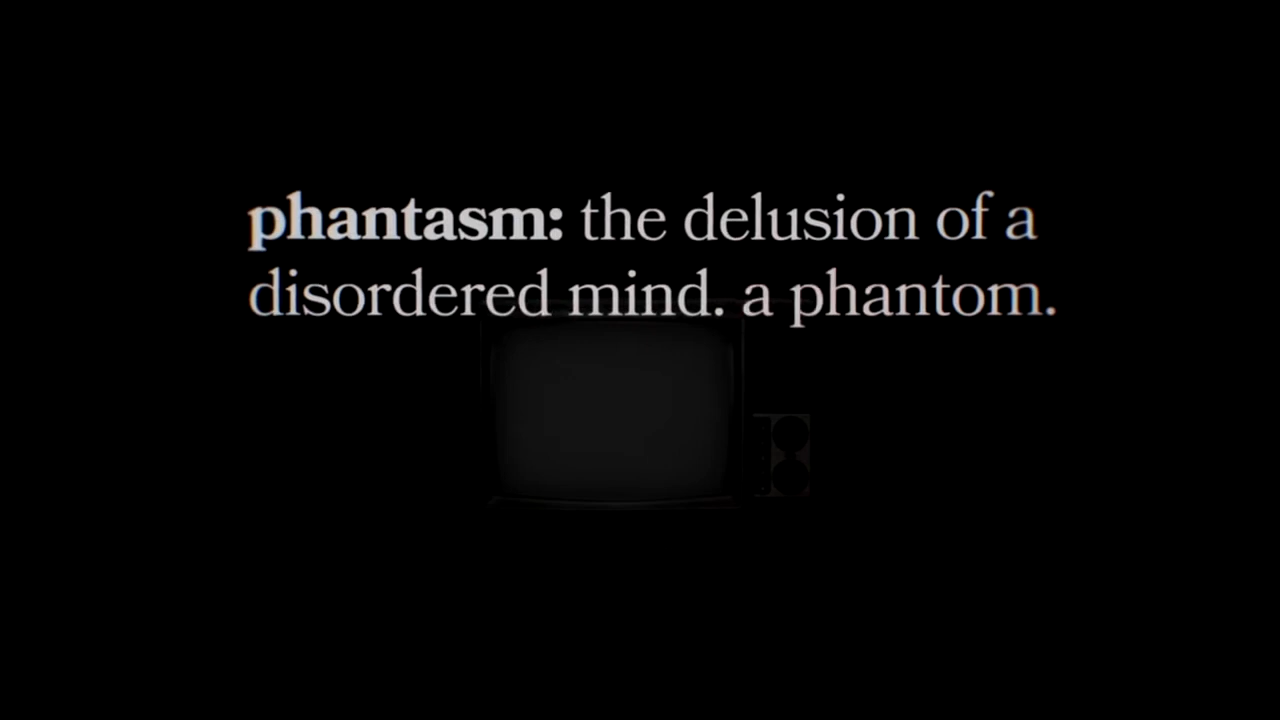 phantasm: the delusion of a
disordered mind. a phantom.